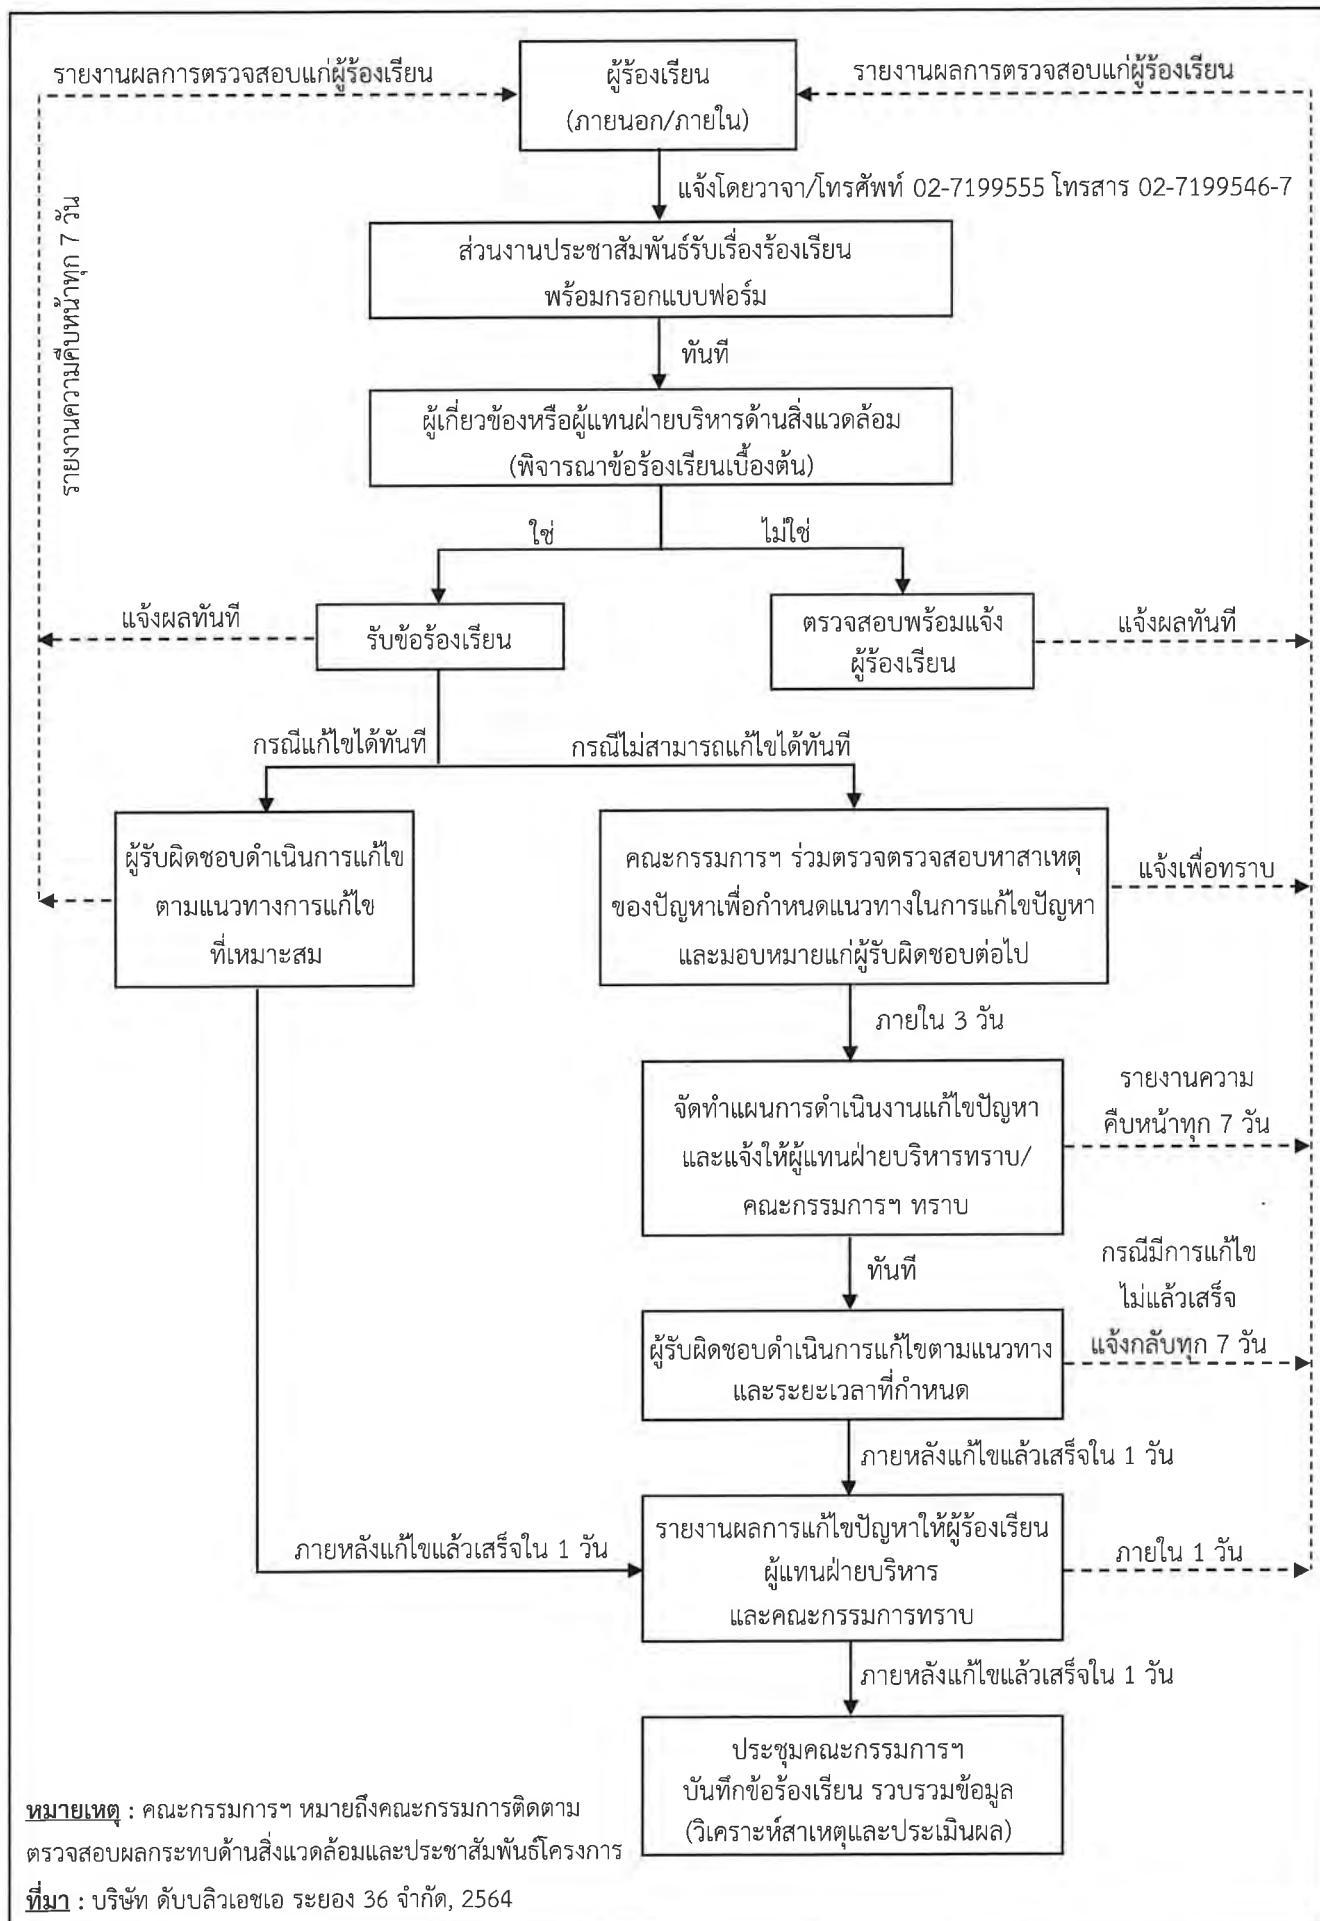 รายงานผลการตรวจสอบแก่ผู้ร้องเรียน
ผู้ร้องเรียน
(ภายนอก/ภายใน)
รายงานผลการตรวจสอบแก่ผู้ร้องเรียน
แจ้งโดยวาจา/โทรศัพท์ 02-7199555 โทรสาร 02-7199546-7
รายงานความคืบหน้าทุก 7 วัน
ส่วนงานประชาสัมพันธ์รับเรื่องร้องเรียน
พร้อมกรอกแบบฟอร์ม
ทันที
ผู้เกี่ยวข้องหรือผู้แทนฝ่ายบริหารด้านสิ่งแวดล้อม
(พิจารณาข้อร้องเรียนเบื้องต้น)
ใช่
ไม่ใช่
แจ้งผลทันที
รับข้อร้องเรียน
ตรวจสอบพร้อมแจ้ง
ผู้ร้องเรียน
แจ้งผลทันที
กรณีแก้ไขได้ทันที
กรณีไม่สามารถแก้ไขได้ทันที
ผู้รับผิดชอบดำเนินการแก้ไข
ตามแนวทางการแก้ไข
ที่เหมาะสม
คณะกรรมการฯ ร่วมตรวจตรวจสอบหาสาเหตุ
ของปัญหาเพื่อกำหนดแนวทางในการแก้ไขปัญหา
และมอบหมายแก่ผู้รับผิดชอบต่อไป
แจ้งเพื่อทราบ
ภายใน 3 วัน
จัดทำแผนการดำเนินงานแก้ไขปัญหา
และแจ้งให้ผู้แทนฝ่ายบริหารทราบ/
คณะกรรมการฯ ทราบ
รายงานความ
คืบหน้าทุก 7 วัน
ทันที
กรณีมีการแก้ไข
ไม่แล้วเสร็จ
แจ้งกลับทุก 7 วัน
ผู้รับผิดชอบดำเนินการแก้ไขตามแนวทาง
และระยะเวลาที่กำหนด
ภายหลังแก้ไขแล้วเสร็จใน 1 วัน
ภายหลังแก้ไขแล้วเสร็จใน 1 วัน
รายงานผลการแก้ไขปัญหาให้ผู้ร้องเรียน
ผู้แทนฝ่ายบริหาร
และคณะกรรมการทราบ
ภายใน 1 วัน
ภายหลังแก้ไขแล้วเสร็จใน 1 วัน
ประชุมคณะกรรมการฯ
บันทึกข้อร้องเรียน รวบรวมข้อมูล
(วิเคราะห์สาเหตุและประเมินผล)
หมายเหตุ : คณะกรรมการฯ หมายถึงคณะกรรมการติดตาม
ตรวจสอบผลกระทบด้านสิ่งแวดล้อมและประชาสัมพันธ์โครงการ
ที่มา : บริษัท ดับบลิวเอชเอ ระยอง 36 จำกัด, 2564